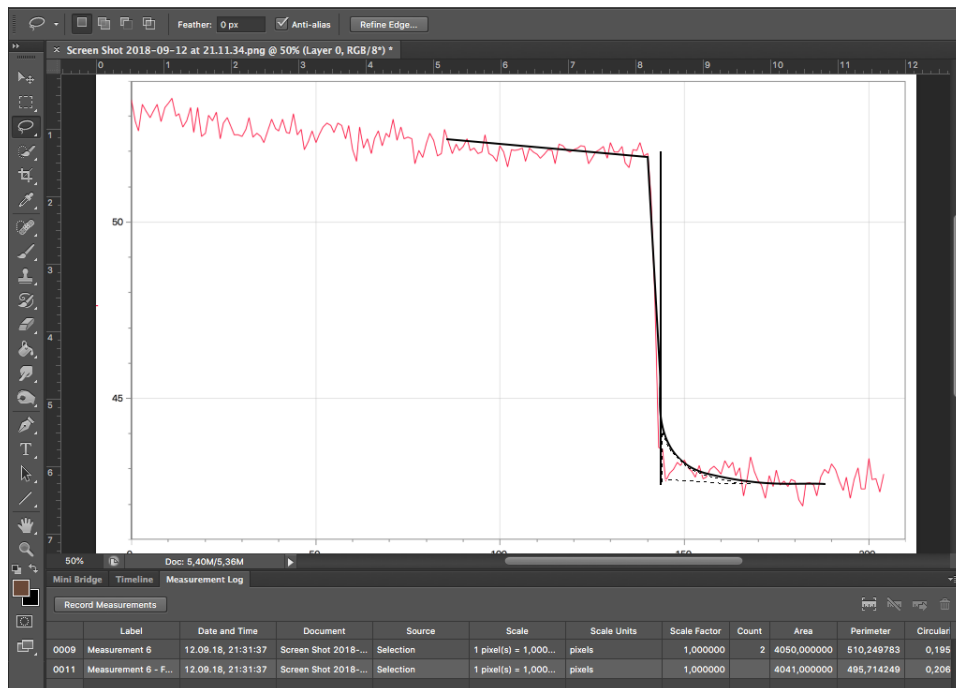 Feather: 0 px Anti-alias Refine Edge...
× Screen Shot 2018-09-12 at 21.11.34.png @ 50% (Layer 0, RGB/8*) *
0 1 2 3 4 5 6 7 8 9 10 11 12
1
2
50
3
4
45
5
6
7
0 50 100 150 200
50% Doc: 5,40M/5,36M
Mini Bridge Timeline Measurement Log
Record Measurements
Label Date and Time Document Source Scale Scale Units Scale Factor Count Area Perimeter Circular
0009 Measurement 6 12.09.18, 21:31:37 Screen Shot 2018-... Selection 1 pixel(s) = 1,000... pixels 1,000000 2 4050,000000 510,249783 0,195
0011 Measurement 6 - F... 12.09.18, 21:31:37 Screen Shot 2018-... Selection 1 pixel(s) = 1,000... pixels 1,000000 4041,000000 495,714249 0,206